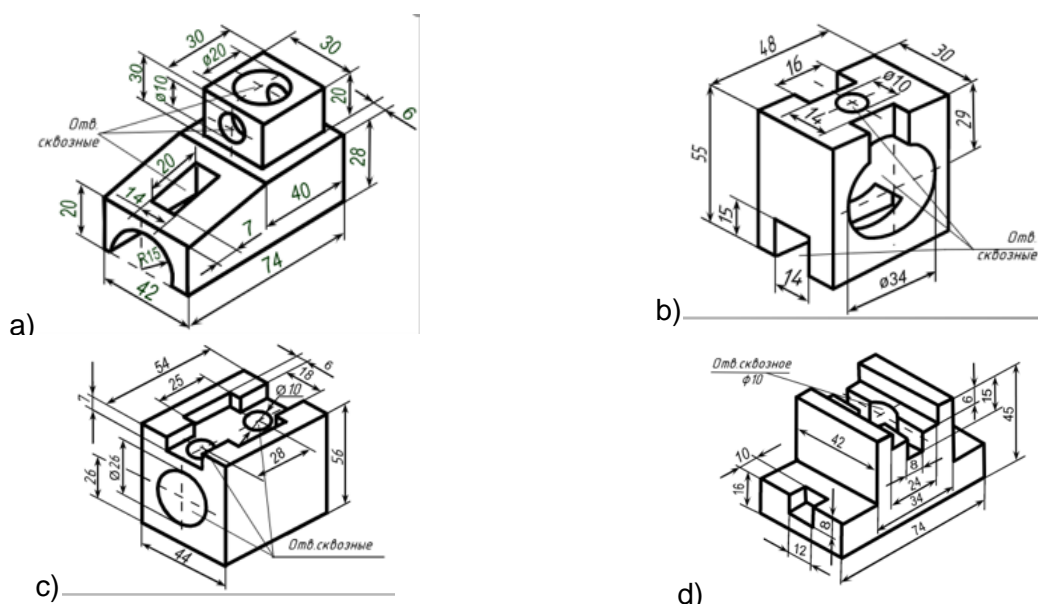 30
30
ø20
30
ø10
20
6
Отв.
сквозные
20
14
28
40
20
7
R15
74
42
a)
48
30
16
ø10
14
29
55
15
Отв.
сквозные
14
ø34
b)
54
6
25
18
Ø10
7
28
56
Ø26
26
Отв.сквозные
44
c)
Отв.сквозное
ϕ10
6
15
45
42
10
8
16
24
34
8
74
12
d)